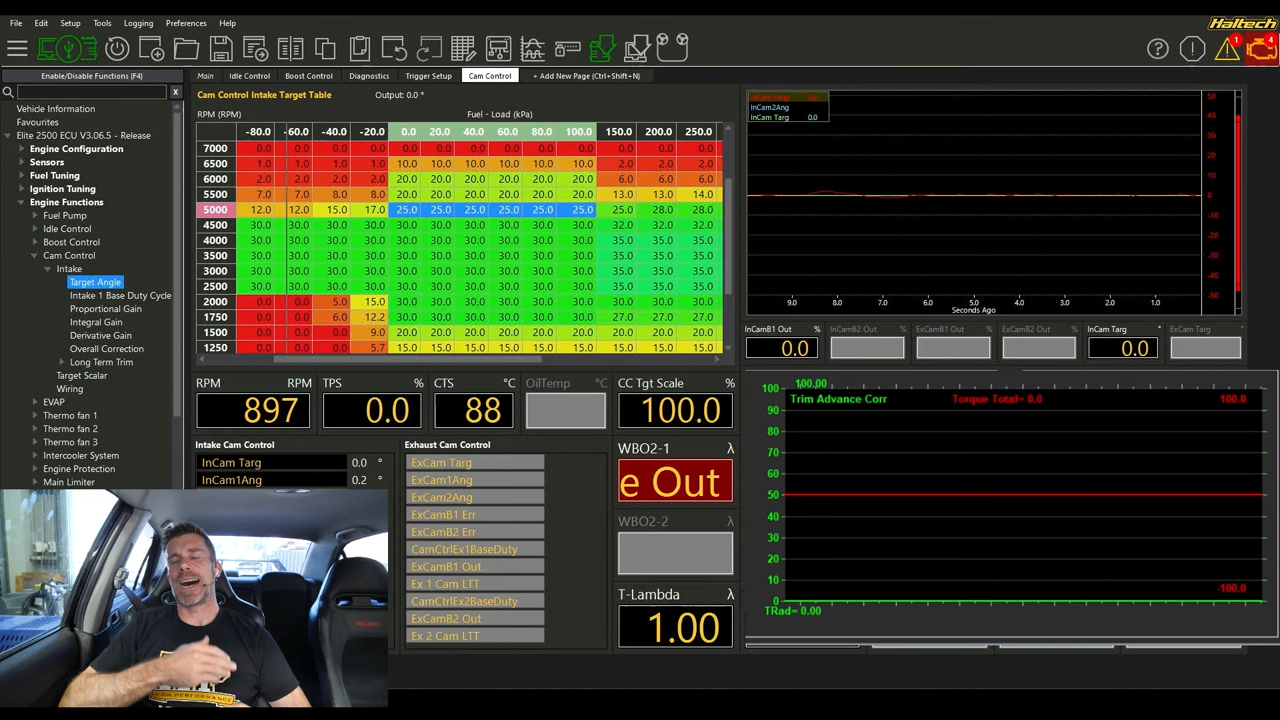 File Edit Setup Tools Logging Preferences Help
Haltech
1 4
Enable/Disable Functions (F4) Main Idle Control Boost Control Diagnostics Trigger Setup Cam Control + Add New Page (Ctrl+Shift+N)
x
Vehicle Information
Favourites
Elite 2500 ECU V3.06.5 - Release
Engine Configuration
Sensors
Fuel Tuning
Ignition Tuning
Engine Functions
Fuel Pump
Idle Control
Boost Control
Cam Control
Intake
Target Angle
Intake 1 Base Duty Cycle
Proportional Gain
Integral Gain
Derivative Gain
Overall Correction
Long Term Trim
Target Scalar
Wiring
EVAP
Thermo fan 1
Thermo fan 2
Thermo fan 3
Intercooler System
Engine Protection
Main Limiter
Cam Control Intake Target Table Output: 0.0 °
RPM (RPM) Fuel - Load (kPa)
-80.0 -60.0 -40.0 -20.0 0.0 20.0 40.0 60.0 80.0 100.0 150.0 200.0 250.0
7000 0.0 0.0 0.0 0.0 0.0 0.0 0.0 0.0 0.0 0.0 0.0 0.0 0.0
6500 1.0 1.0 1.0 1.0 10.0 10.0 10.0 10.0 10.0 10.0 2.0 2.0 2.0
6000 2.0 2.0 2.0 2.0 20.0 20.0 20.0 20.0 20.0 20.0 6.0 6.0 6.0
5500 7.0 7.0 8.0 8.0 20.0 20.0 20.0 20.0 20.0 20.0 13.0 13.0 14.0
5000 12.0 12.0 15.0 17.0 25.0 25.0 25.0 25.0 25.0 25.0 25.0 28.0 28.0
4500 30.0 30.0 30.0 30.0 30.0 30.0 30.0 30.0 30.0 30.0 32.0 32.0 32.0
4000 30.0 30.0 30.0 30.0 30.0 30.0 30.0 30.0 30.0 30.0 35.0 35.0 35.0
3500 30.0 30.0 30.0 30.0 30.0 30.0 30.0 30.0 30.0 30.0 35.0 35.0 35.0
3000 30.0 30.0 30.0 30.0 30.0 30.0 30.0 30.0 30.0 30.0 35.0 35.0 35.0
2500 30.0 30.0 30.0 30.0 30.0 30.0 30.0 30.0 30.0 30.0 35.0 35.0 35.0
2000 0.0 0.0 5.0 15.0 30.0 30.0 30.0 30.0 30.0 30.0 30.0 30.0 30.0
1750 0.0 0.0 6.0 12.2 30.0 30.0 30.0 30.0 30.0 30.0 27.0 27.0 27.0
1500 0.0 0.0 0.0 9.0 20.0 20.0 20.0 20.0 20.0 20.0 20.0 20.0 20.0
1250 0.0 0.0 0.0 5.7 15.0 15.0 15.0 15.0 15.0 15.0 15.0 15.0 15.0
InCam2Ang
InCam Targ 0.0
50
40
30
20
10
0
-10
-20
-30
-40
-50
9.0 8.0 7.0 6.0 5.0 4.0 3.0 2.0 1.0
Seconds Ago
InCamB1 Out % InCamB2 Out % ExCamB1 Out % ExCamB2 Out % InCam Targ ° ExCam Targ °
0.0 0.0
RPM RPM TPS % CTS °C OilTemp °C CC Tgt Scale %
897 0.0 88 100.0
Intake Cam Control
InCam Targ 0.0 °
InCam1Ang 0.2 °
Exhaust Cam Control
ExCam Targ
ExCam1Ang
ExCam2Ang
ExCamB1 Err
ExCamB2 Err
CamCtrlEx1BaseDuty
ExCamB1 Out
Ex 1 Cam LTT
CamCtrlEx2BaseDuty
ExCamB2 Out
Ex 2 Cam LTT
WBO2-1 λ
e Out
WBO2-2 λ
T-Lambda λ
1.00
100 100.00
Trim Advance Corr Torque Total= 0.0 100.0
90
80
70
60
50
40
30
20
10 -100.0
0
TRad= 0.00